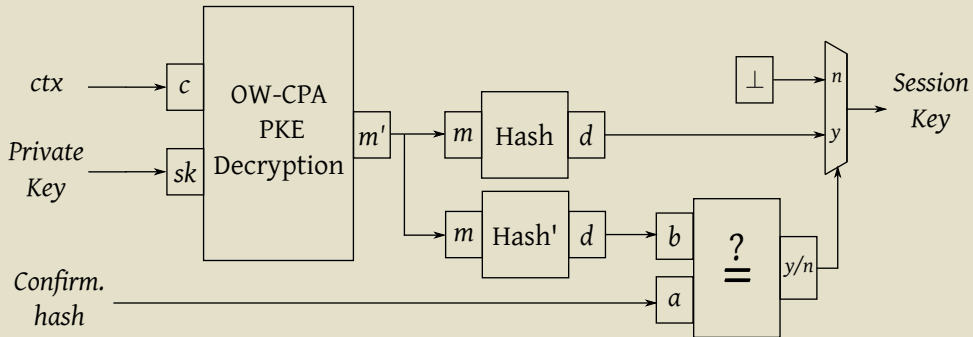 ctx
c
OW-CPA
PKE
Decryption
Private
Key
sk
m'
m
Hash
d
⊥
n
y
Session
Key
m
Hash'
d
b
?
=
y/n
Confirm.
hash
a